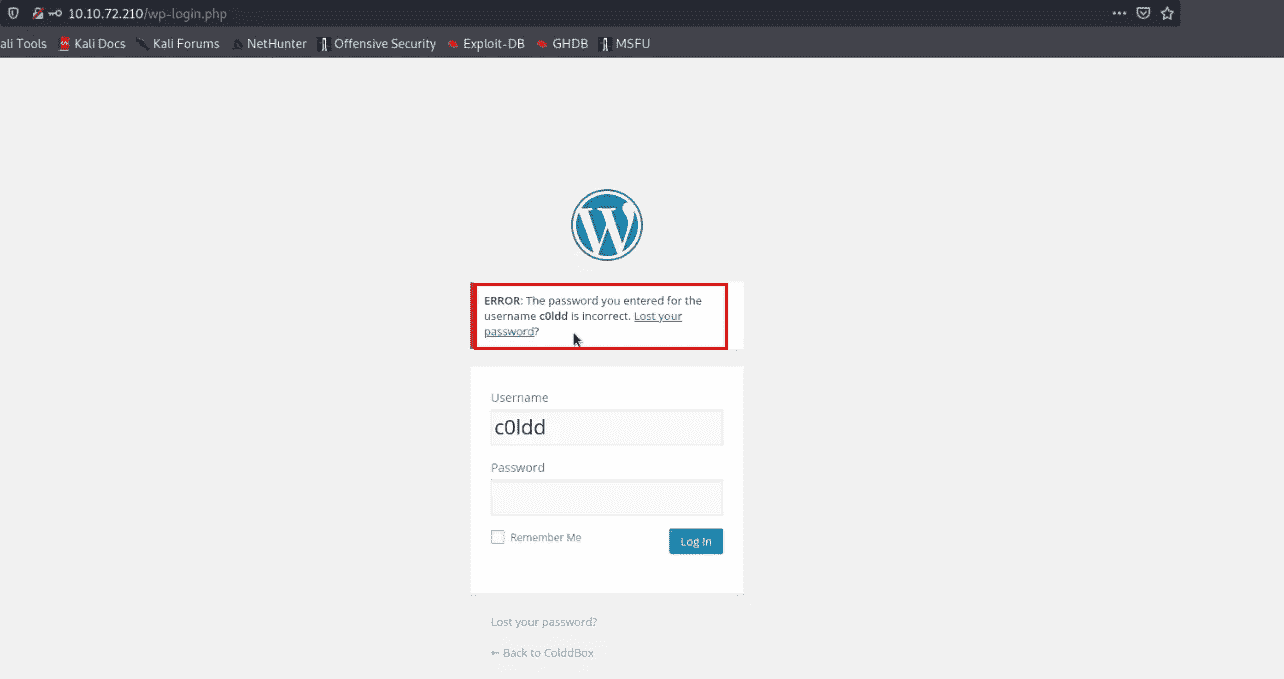 10.10.72.210/wp-login.php
ali Tools Kali Docs Kali Forums NetHunter Offensive Security Exploit-DB GHDB MSFU
ERROR: The password you entered for the
username c0ldd is incorrect. Lost your
password?
Username
c0ldd
Password
Remember Me Log In
Lost your password?
← Back to ColddBox